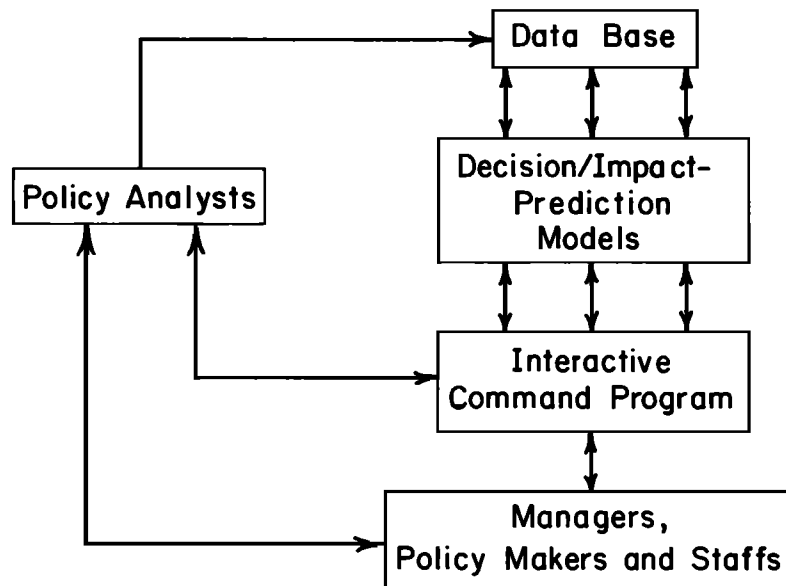 Data Base
Policy Analysts
Decision/Impact-
Prediction
Models
Interactive
Command Program
Managers,
Policy Makers and Staffs